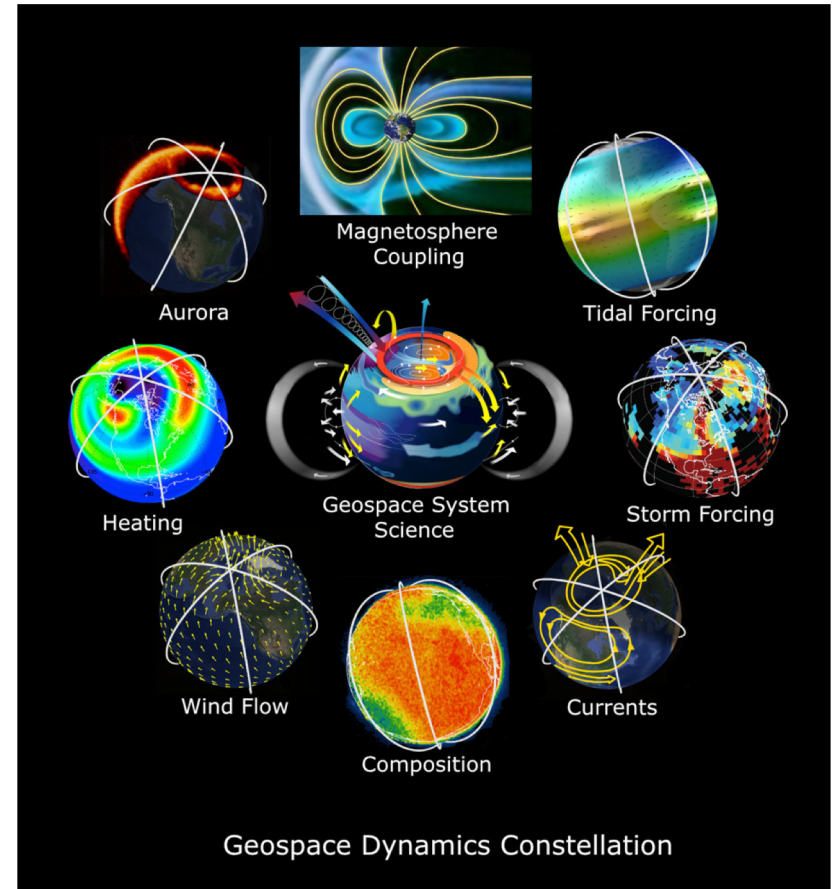 Magnetosphere
Coupling
Aurora
Tidal Forcing
Geospace System
Science
Heating
Storm Forcing
Wind Flow
Currents
Composition
Geospace Dynamics Constellation